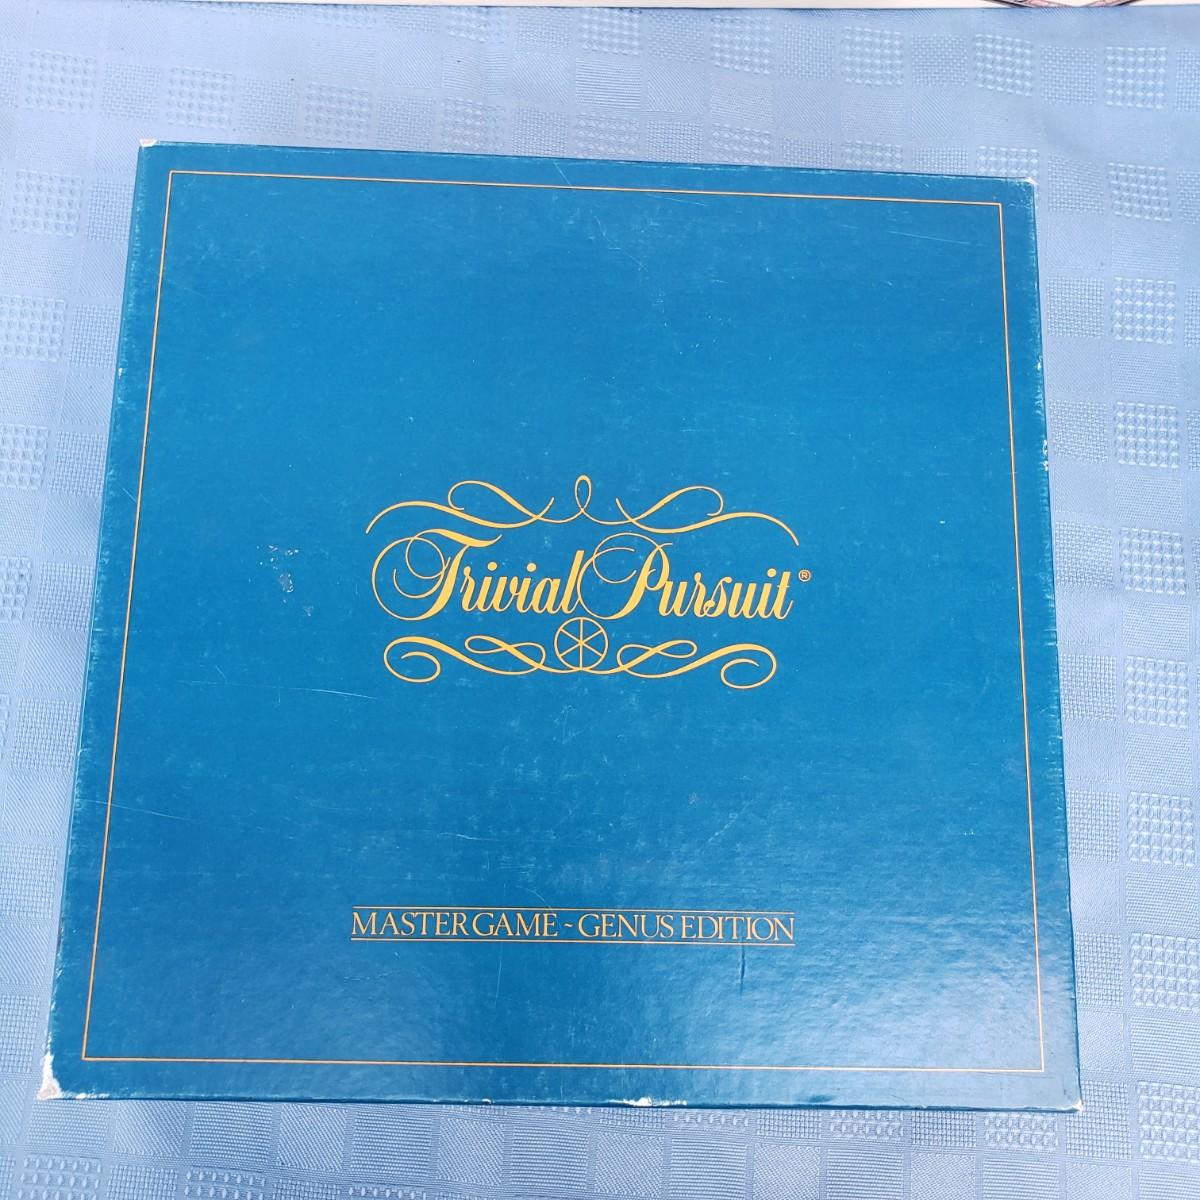 Trivial Pursuit®
MASTER GAME ~ GENUS EDITION